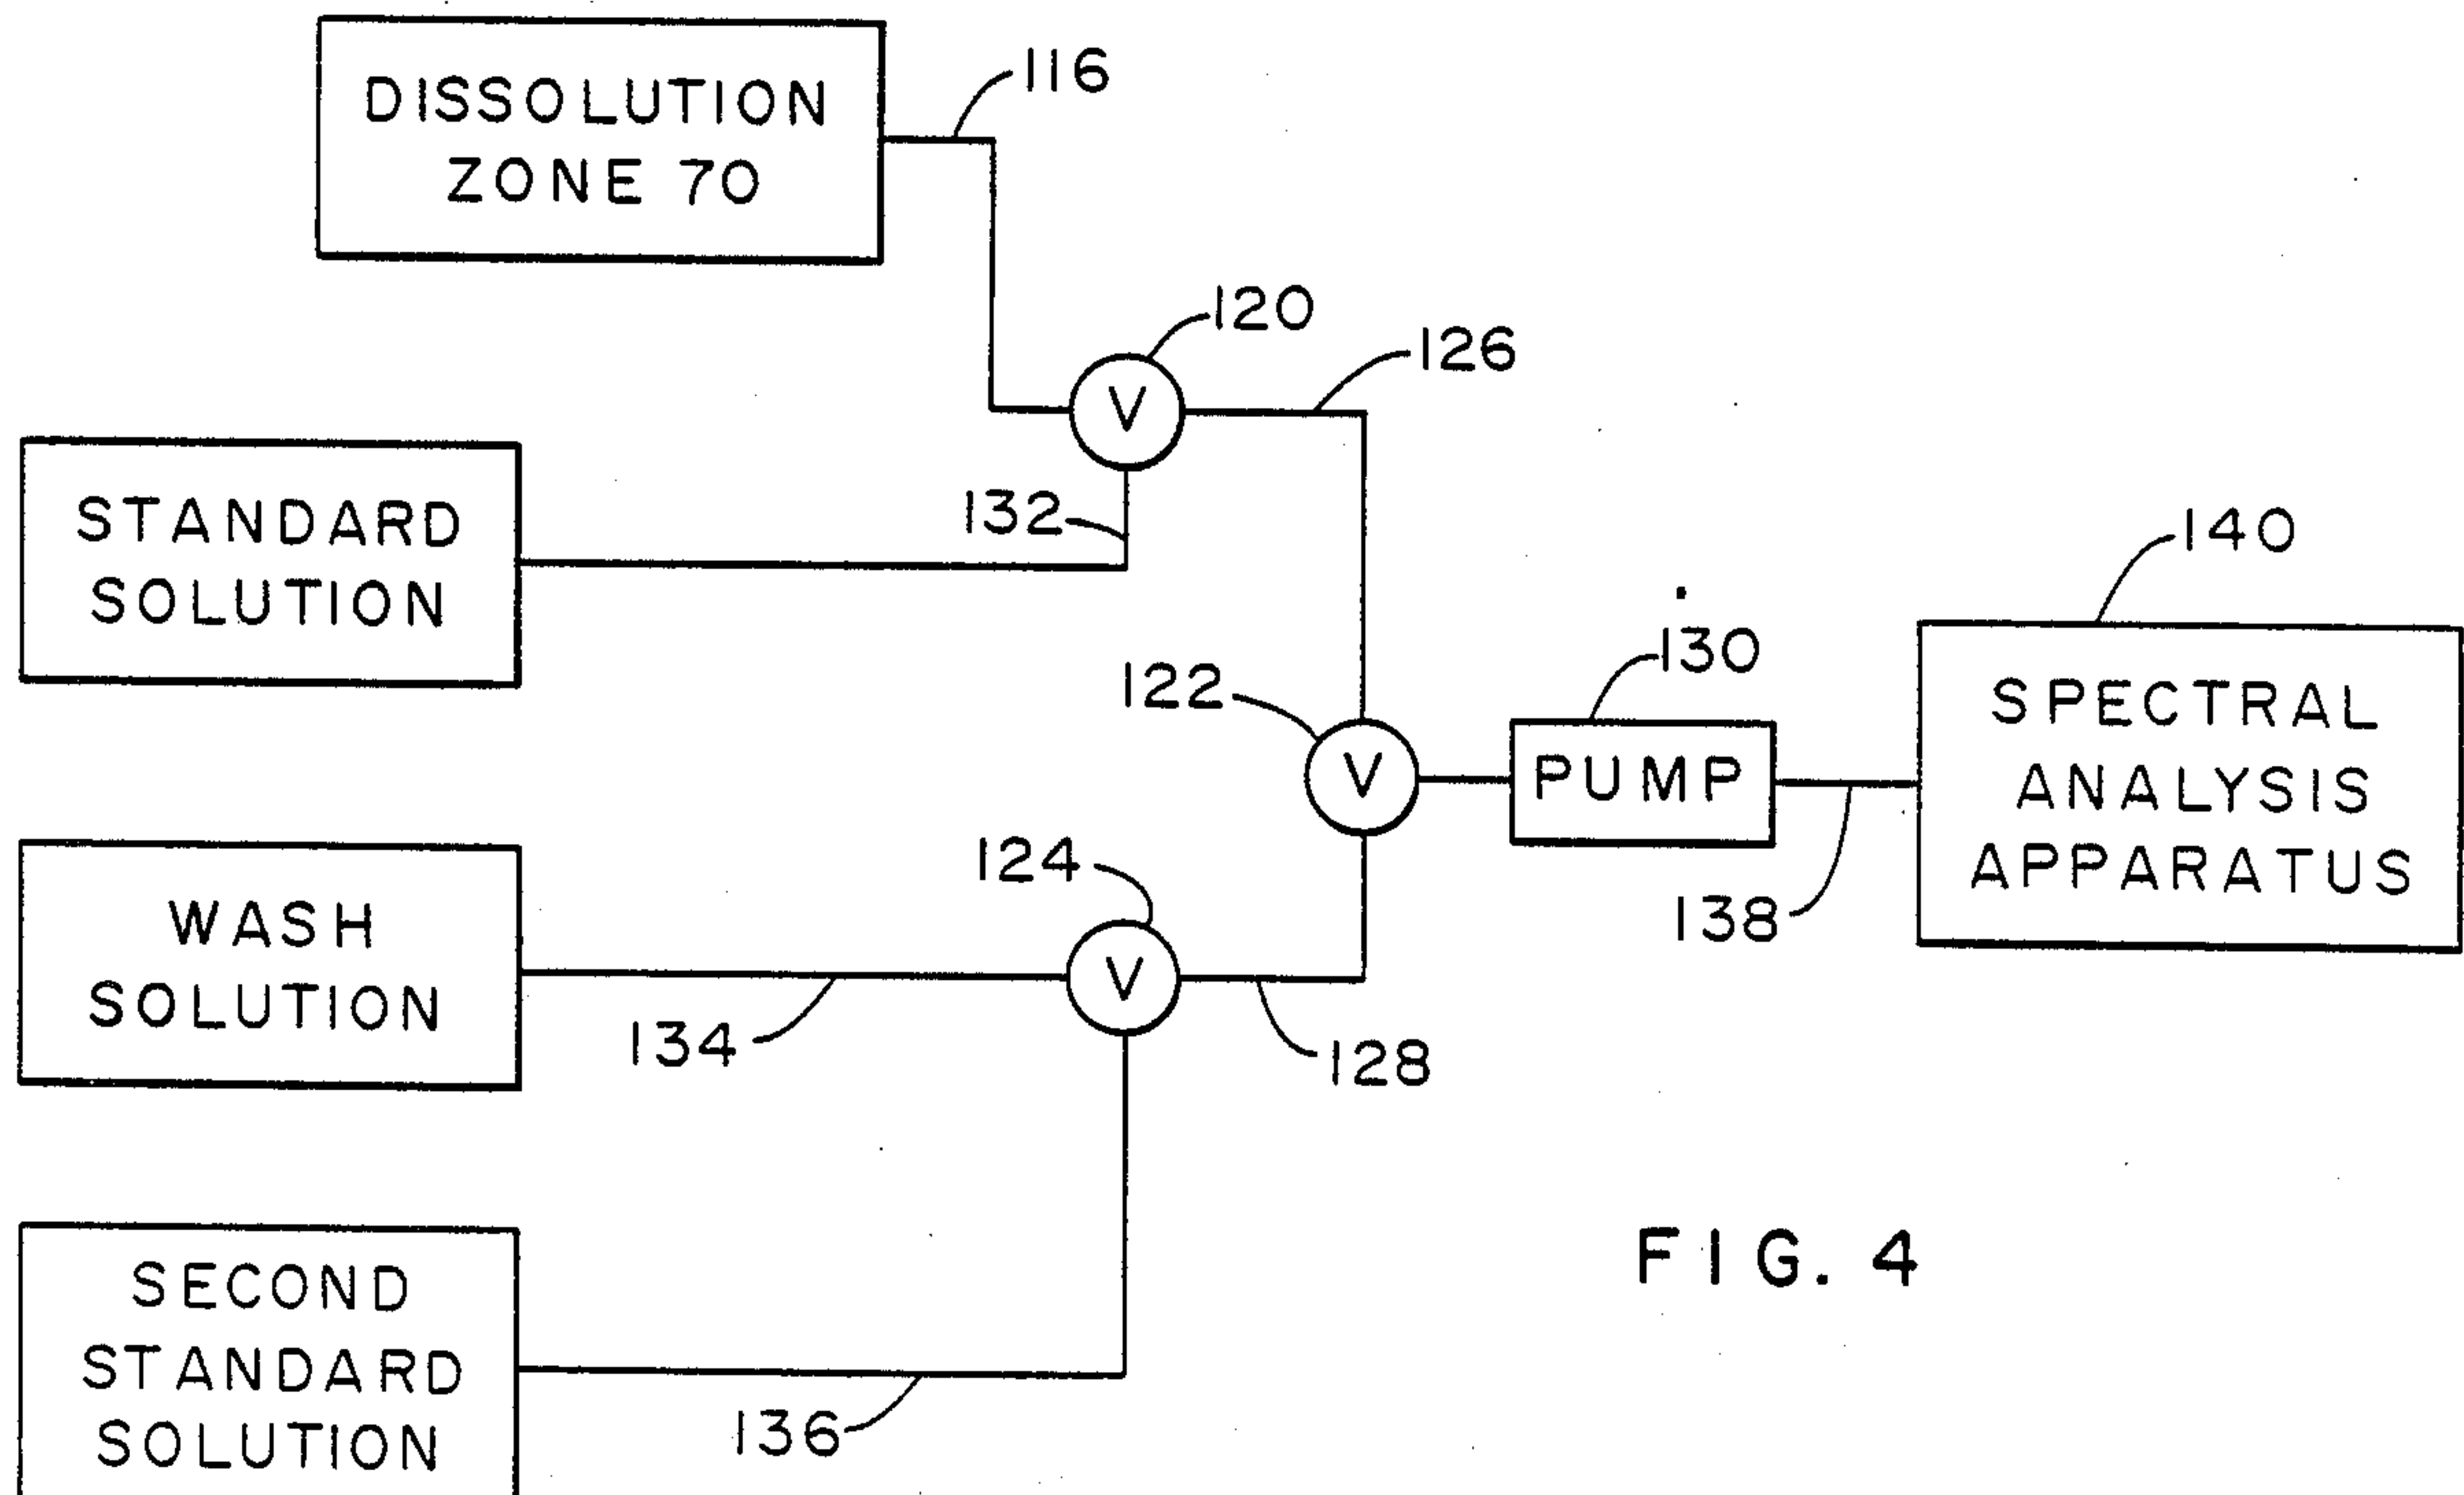 DISSOLUTION
ZONE 70
116
120
V
126
STANDARD
SOLUTION
132
140
130
122
V
PUMP
SPECTRAL
ANALYSIS
APPARATUS
138
124
WASH
SOLUTION
V
134
128
FIG. 4
SECOND
STANDARD
SOLUTION
136